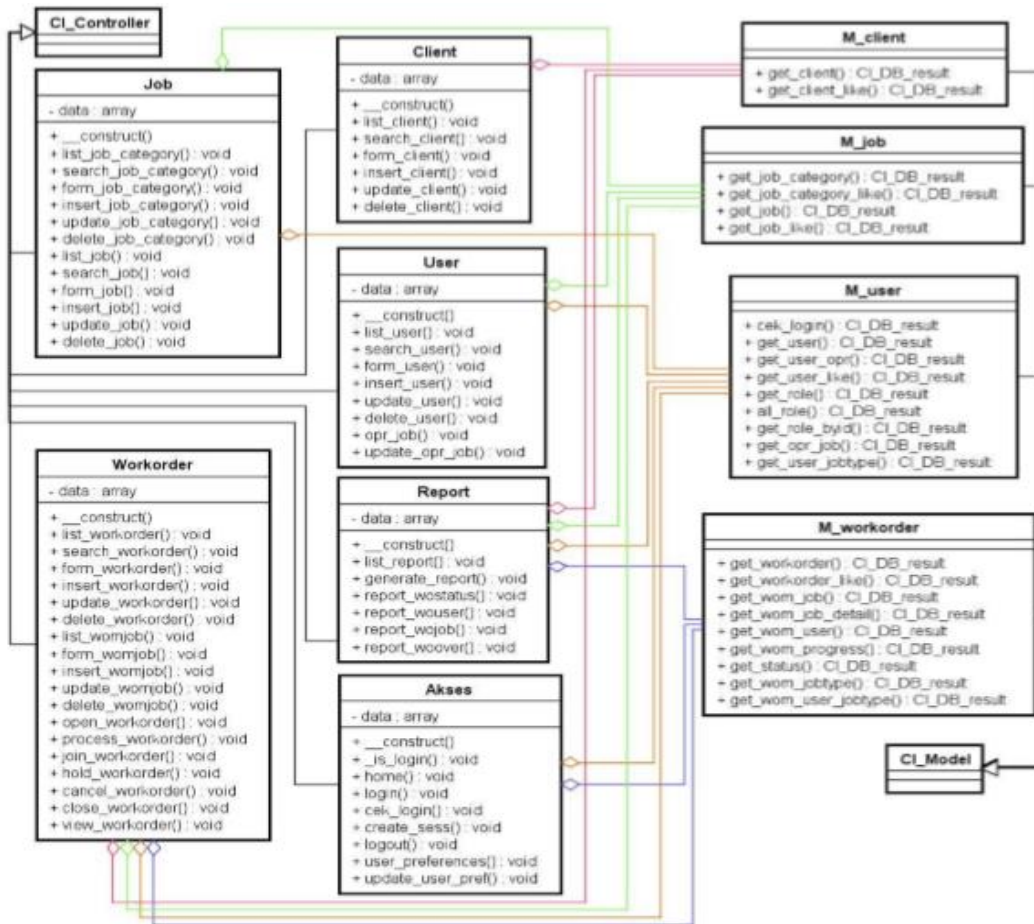 CI_Controller
Job
- data : array
+ __construct()
+ list_job_category() : void
+ search_job_category() : void
+ form_job_category() : void
+ insert_job_category() : void
+ update_job_category() : void
+ delete_job_category() : void
+ list_job() : void
+ search_job() : void
+ form_job() : void
+ insert_job() : void
+ update_job() : void
+ delete_job() : void
Workorder
- data : array
+ __construct()
+ list_workorder() : void
+ search_workorder() : void
+ form_workorder() : void
+ insert_workorder() : void
+ update_workorder() : void
+ delete_workorder() : void
+ list_womjob() : void
+ form_womjob() : void
+ insert_womjob() : void
+ update_womjob() : void
+ delete_womjob() : void
+ open_workorder() : void
+ process_workorder() : void
+ join_workorder() : void
+ hold_workorder() : void
+ cancel_workorder() : void
+ close_workorder() : void
+ view_workorder() : void
Client
- data : array
+ __construct()
+ list_client() : void
+ search_client() : void
+ form_client() : void
+ insert_client() : void
+ update_client() : void
+ delete_client() : void
User
- data : array
+ __construct()
+ list_user() : void
+ search_user() : void
+ form_user() : void
+ insert_user() : void
+ update_user() : void
+ delete_user() : void
+ opr_job() : void
+ update_opr_job() : void
Report
- data : array
+ __construct()
+ list_report() : void
+ generate_report() : void
+ report_wostatus() : void
+ report_wouser() : void
+ report_wojob() : void
+ report_woover() : void
Akses
- data : array
+ __construct()
+ _is_login() : void
+ home() : void
+ login() : void
+ cek_login() : void
+ create_sess() : void
+ logout() : void
+ user_preferences() : void
+ update_user_pref() : void
M_client
+ get_client() : CI_DB_result
+ get_client_like() : CI_DB_result
M_job
+ get_job_category() : CI_DB_result
+ get_job_category_like() : CI_DB_result
+ get_job() : CI_DB_result
+ get_job_like() : CI_DB_result
M_user
+ cek_login() : CI_DB_result
+ get_user() : CI_DB_result
+ get_user_opr() : CI_DB_result
+ get_user_like() : CI_DB_result
+ get_role() : CI_DB_result
+ all_role() : CI_DB_result
+ get_role_byid() : CI_DB_result
+ get_opr_job() : CI_DB_result
+ get_user_jobtype() : CI_DB_result
M_workorder
+ get_workorder() : CI_DB_result
+ get_workorder_like() : CI_DB_result
+ get_wom_job() : CI_DB_result
+ get_wom_job_detail() : CI_DB_result
+ get_wom_user() : CI_DB_result
+ get_wom_progress() : CI_DB_result
+ get_status() : CI_DB_result
+ get_wom_jobtype() : CI_DB_result
+ get_wom_user_jobtype() : CI_DB_result
CI_Model